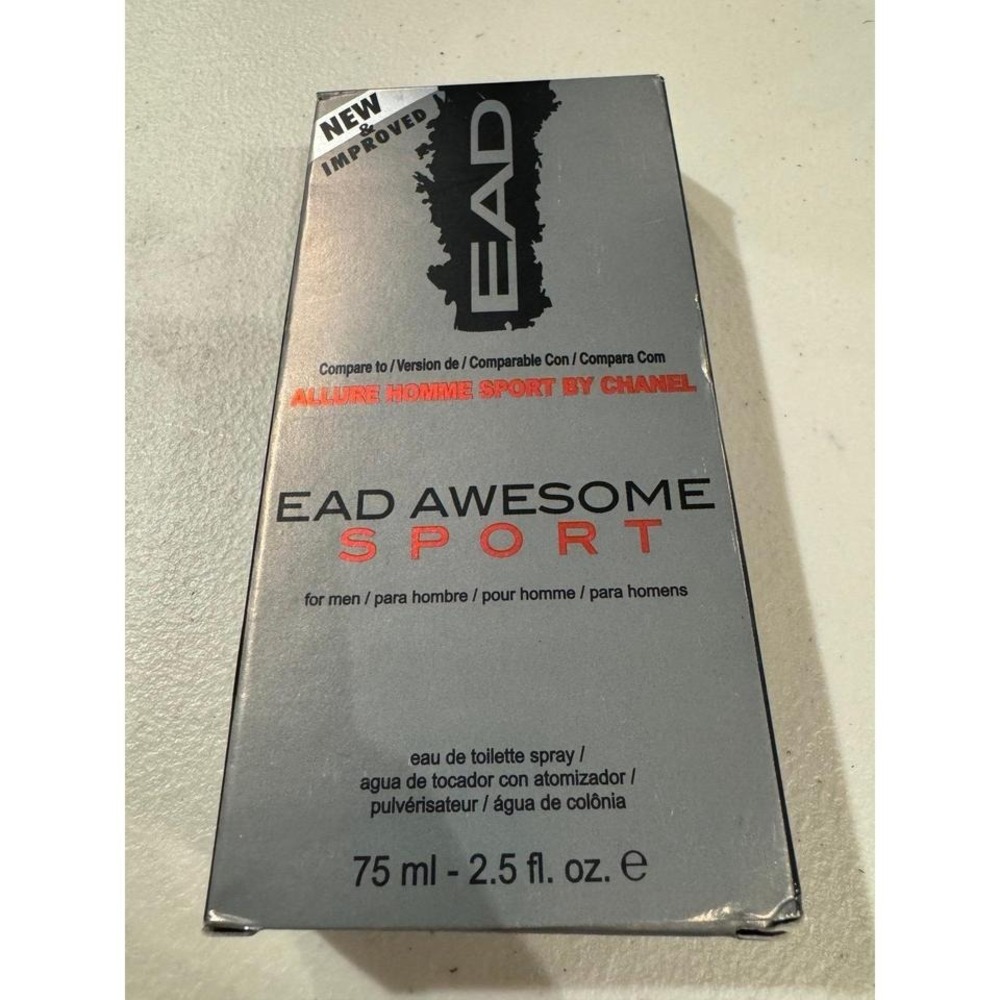 NEW
&
IMPROVED
EAD
Compare to / Version de / Comparable Con / Compara Com
ALLURE HOMME SPORT BY CHANEL
EAD AWESOME
SPORT
for men / para hombre / pour homme / para homens
eau de toilette spray /
agua de tocador con atomizador /
pulvérisateur / água de colônia
75 ml - 2.5 fl. oz. ℮